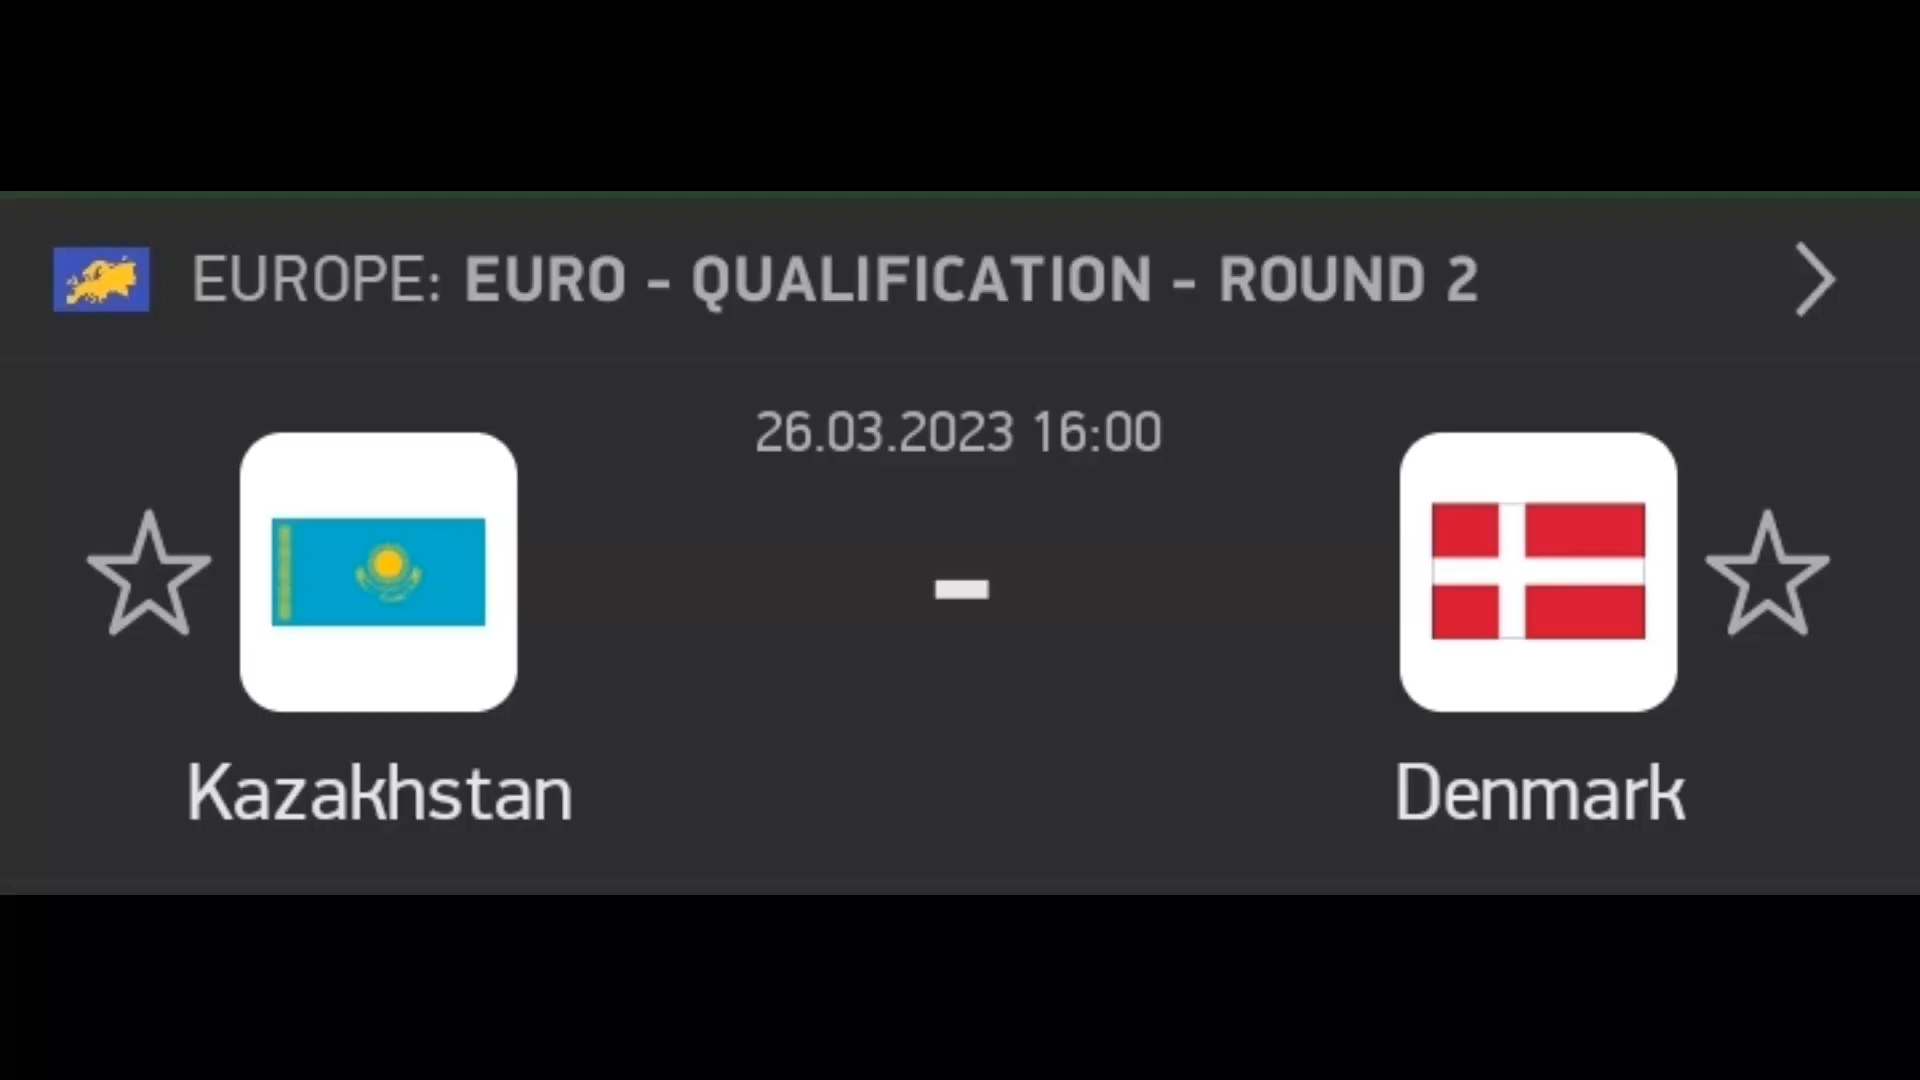 EUROPE: EURO - QUALIFICATION - ROUND 2
26.03.2023 16:00
-
Kazakhstan
Denmark